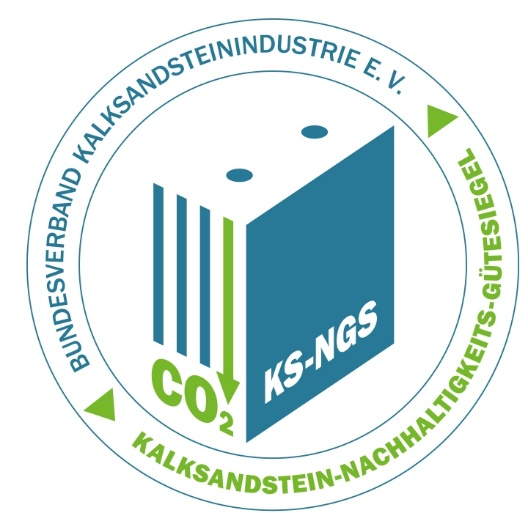 BUNDESVERBAND KALKSANDSTEININDUSTRIE E. V.
KS-NGS
CO₂
KALKSANDSTEIN-NACHHALTIGKEITS-GÜTESIEGEL